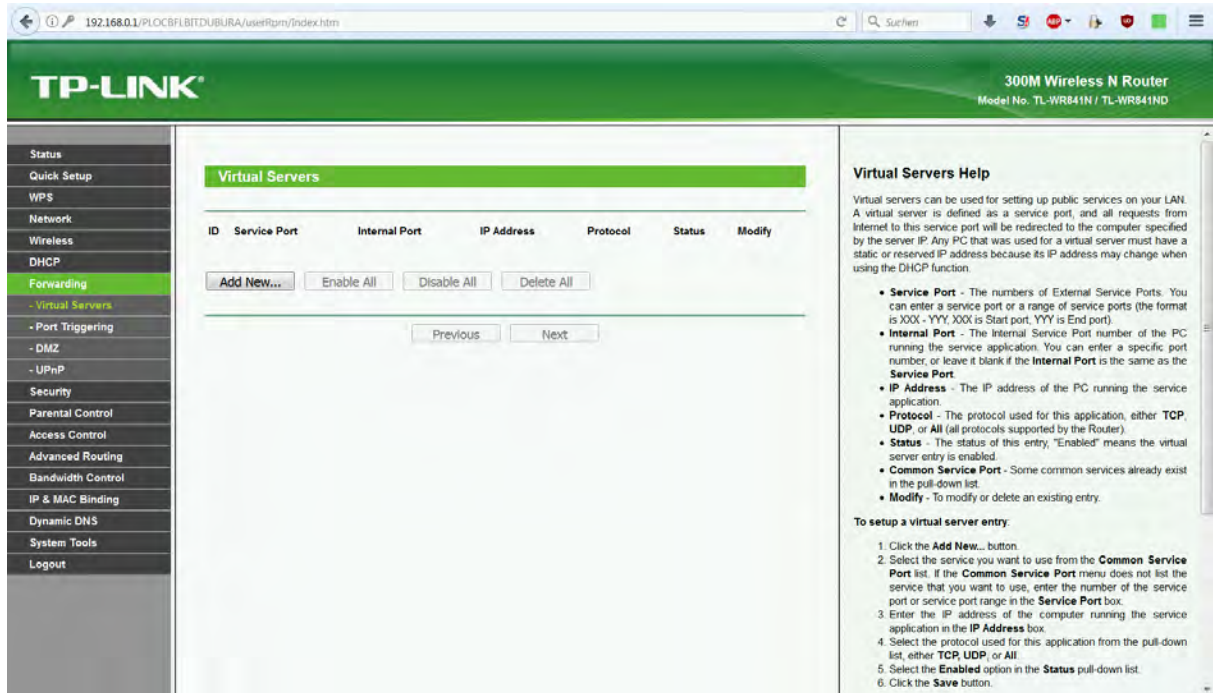 192.168.0.1/PLOCBFLBITDUBURA/userRpm/Index.htm
Suchen
TP-LINK®
300M Wireless N Router
Model No. TL-WR841N / TL-WR841ND
Status
Quick Setup
WPS
Network
Wireless
DHCP
Forwarding
- Virtual Servers
- Port Triggering
- DMZ
- UPnP
Security
Parental Control
Access Control
Advanced Routing
Bandwidth Control
IP & MAC Binding
Dynamic DNS
System Tools
Logout
Virtual Servers
ID Service Port Internal Port IP Address Protocol Status Modify
Add New... Enable All Disable All Delete All
Previous Next
Virtual Servers Help
Virtual servers can be used for setting up public services on your LAN.
A virtual server is defined as a service port, and all requests from
Internet to this service port will be redirected to the computer specified
by the server IP. Any PC that was used for a virtual server must have a
static or reserved IP address because its IP address may change when
using the DHCP function.
• Service Port - The numbers of External Service Ports. You
can enter a service port or a range of service ports (the format
is XXX - YYY, XXX is Start port, YYY is End port).
• Internal Port - The Internal Service Port number of the PC
running the service application. You can enter a specific port
number, or leave it blank if the Internal Port is the same as the
Service Port.
• IP Address - The IP address of the PC running the service
application.
• Protocol - The protocol used for this application, either TCP,
UDP, or All (all protocols supported by the Router).
• Status - The status of this entry, "Enabled" means the virtual
server entry is enabled.
• Common Service Port - Some common services already exist
in the pull-down list.
• Modify - To modify or delete an existing entry.
To setup a virtual server entry:
1. Click the Add New... button.
2. Select the service you want to use from the Common Service
Port list. If the Common Service Port menu does not list the
service that you want to use, enter the number of the service
port or service port range in the Service Port box.
3. Enter the IP address of the computer running the service
application in the IP Address box.
4. Select the protocol used for this application from the pull-down
list, either TCP, UDP, or All.
5. Select the Enabled option in the Status pull-down list.
6. Click the Save button.